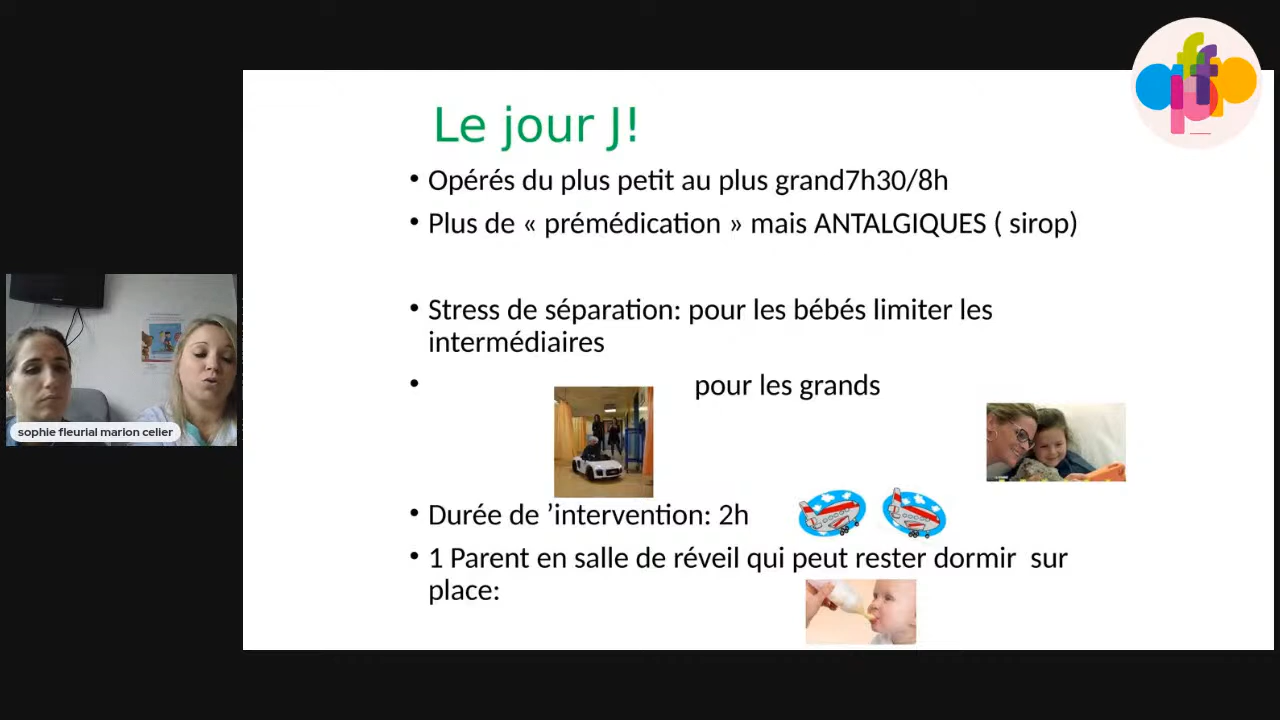 Le jour J!
• Opérés du plus petit au plus grand7h30/8h
• Plus de « prémédication » mais ANTALGIQUES ( sirop)
• Stress de séparation: pour les bébés limiter les
intermédiaires
• pour les grands
• Durée de ’intervention: 2h
• 1 Parent en salle de réveil qui peut rester dormir sur
place:
sophie fleurial marion celier